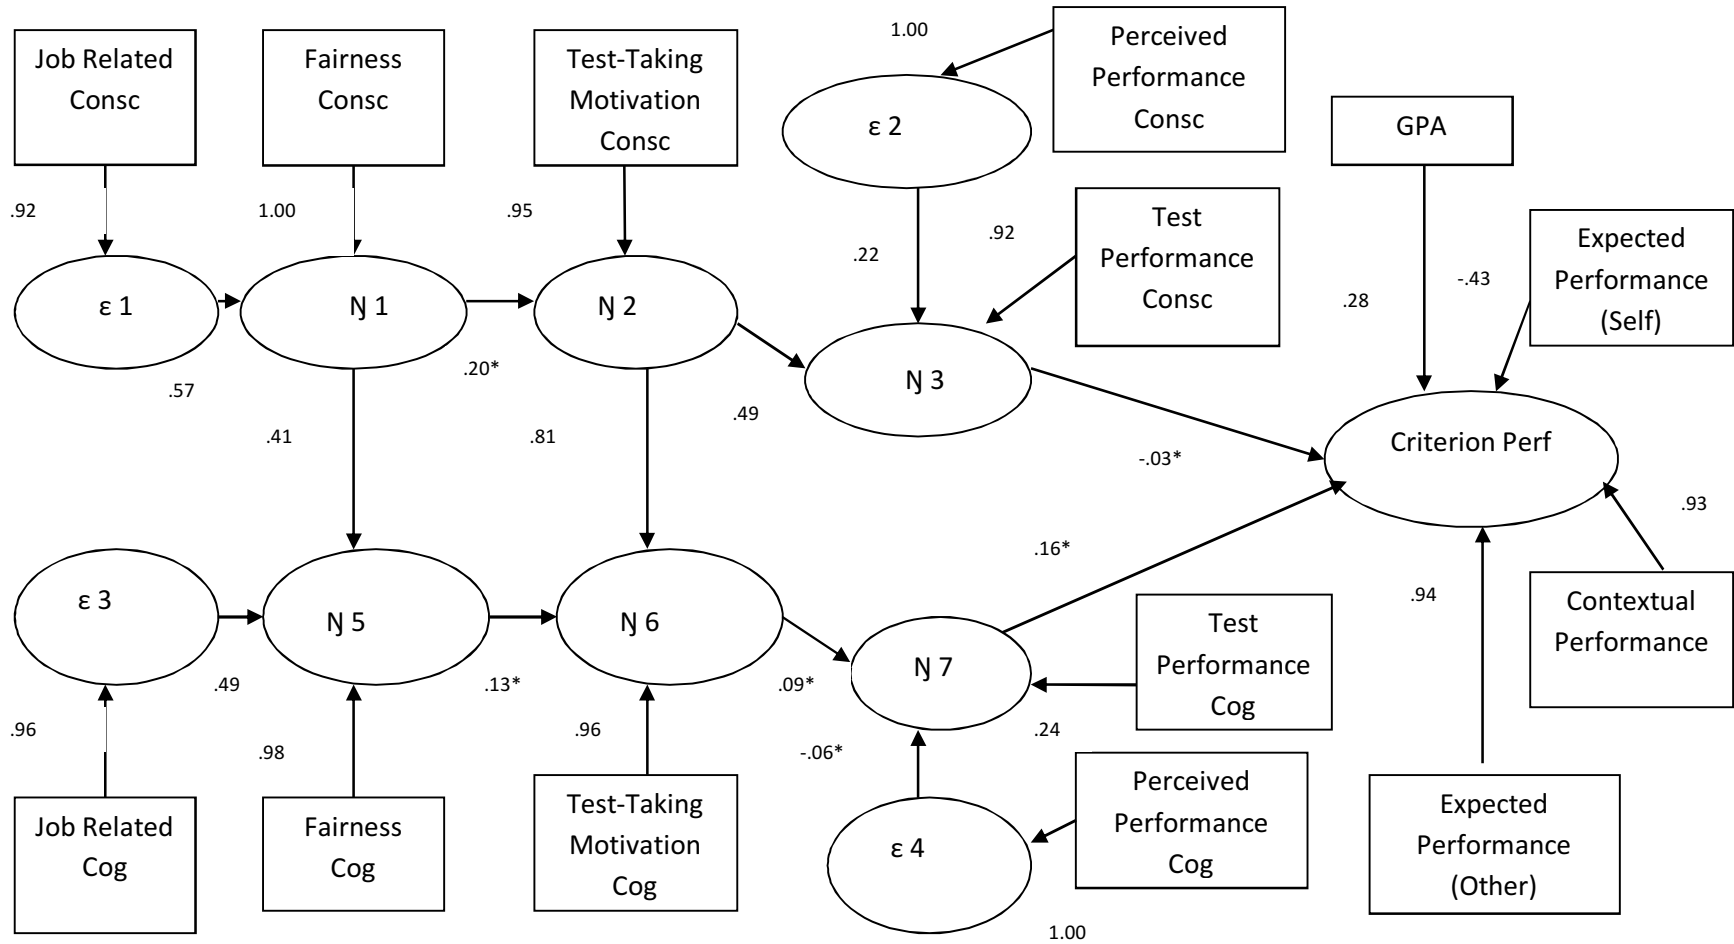 Job Related
Consc
Fairness
Consc
Test-Taking
Motivation
Consc
1.00
Perceived
Performance
Consc
ε 2
GPA
.92
1.00
.95
.22
.92
Test
Performance
Consc
Expected
Performance
(Self)
-.43
.28
ε 1
Ŋ 1
Ŋ 2
Ŋ 3
.57
.20*
.49
.41
.81
-.03*
Criterion Perf
.93
.16*
.94
ε 3
Ŋ 5
Ŋ 6
Ŋ 7
Test
Performance
Cog
Contextual
Performance
.49
.13*
.09*
.96
.98
.96
-.06*
.24
Job Related
Cog
Fairness
Cog
Test-Taking
Motivation
Cog
ε 4
Perceived
Performance
Cog
Expected
Performance
(Other)
1.00